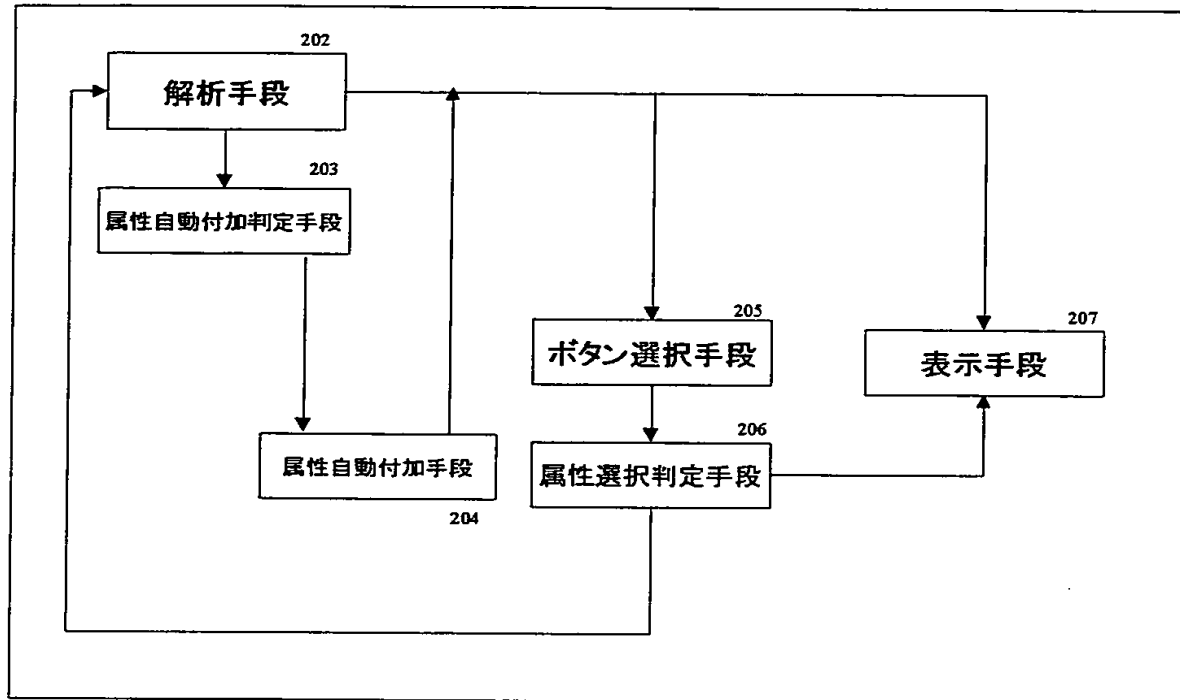 202
解析手段
203
属性自動付加判定手段
205
ボタン選択手段
207
表示手段
206
属性選択判定手段
属性自動付加手段
204